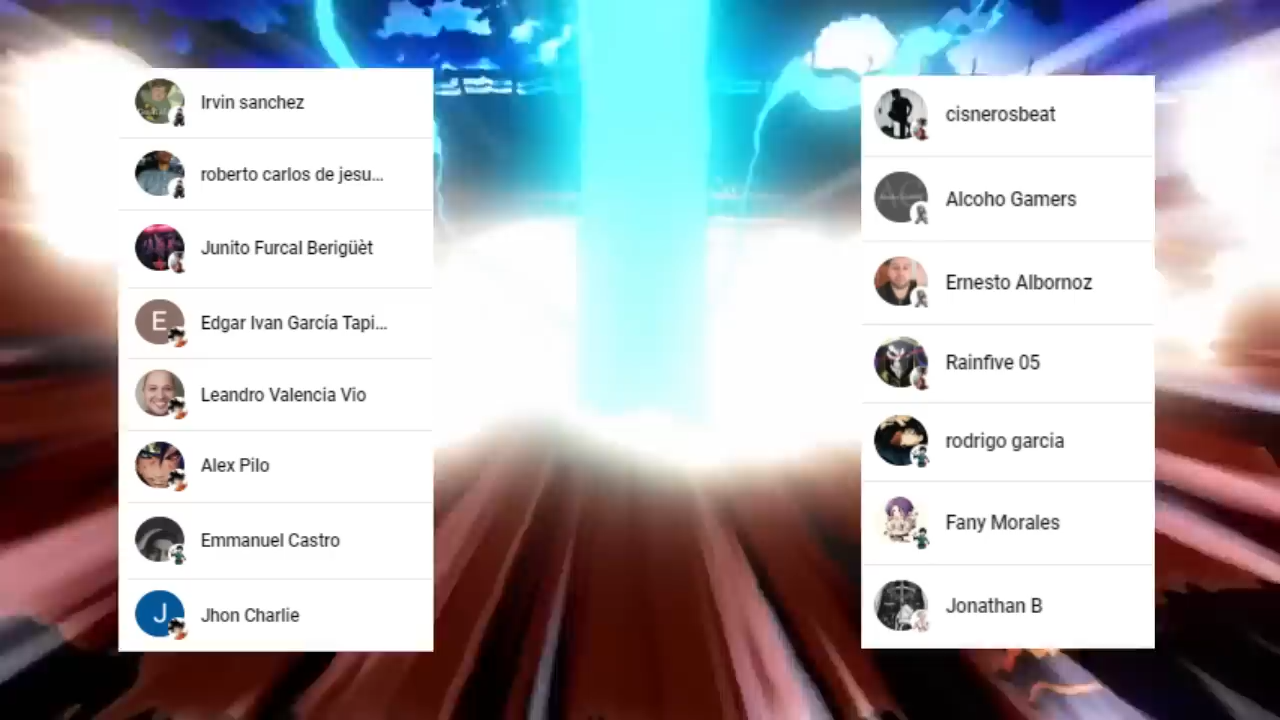 Irvin sanchez
roberto carlos de jesu...
Junito Furcal Berigüèt
E
Edgar Ivan García Tapi...
Leandro Valencia Vio
Alex Pilo
Emmanuel Castro
J
Jhon Charlie
cisnerosbeat
AG
Alcoho Gamers
Ernesto Albornoz
Rainfive 05
rodrigo garcia
Fany Morales
Jonathan B